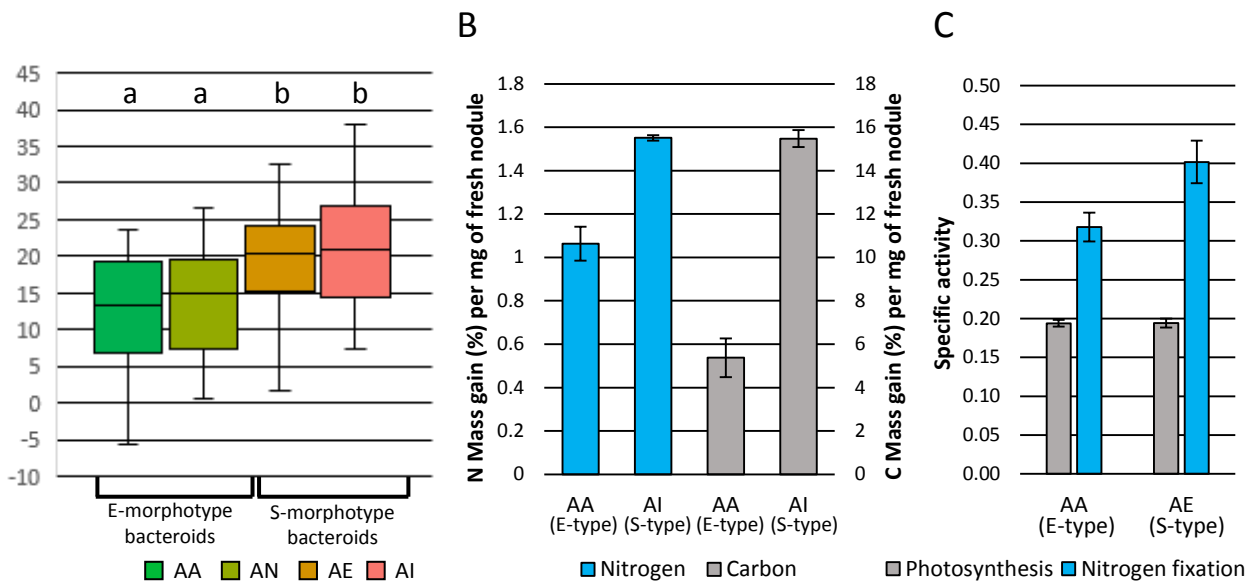 B
C
45
40
35
30
25
20
15
10
5
0
-5
-10
a a b b
E-morphotype
bacteroids
S-morphotype
bacteroids
AA AN AE AI
N Mass gain (%) per mg of fresh nodule
1.8
1.6
1.4
1.2
1
0.8
0.6
0.4
0.2
0
18
16
14
12
10
8
6
4
2
0
C Mass gain (%) per mg of fresh nodule
AA
(E-type)
AI
(S-type)
AA
(E-type)
AI
(S-type)
Nitrogen Carbon
Specific activity
0.50
0.45
0.40
0.35
0.30
0.25
0.20
0.15
0.10
0.05
0.00
AA
(E-type)
AE
(S-type)
Photosynthesis Nitrogen fixation